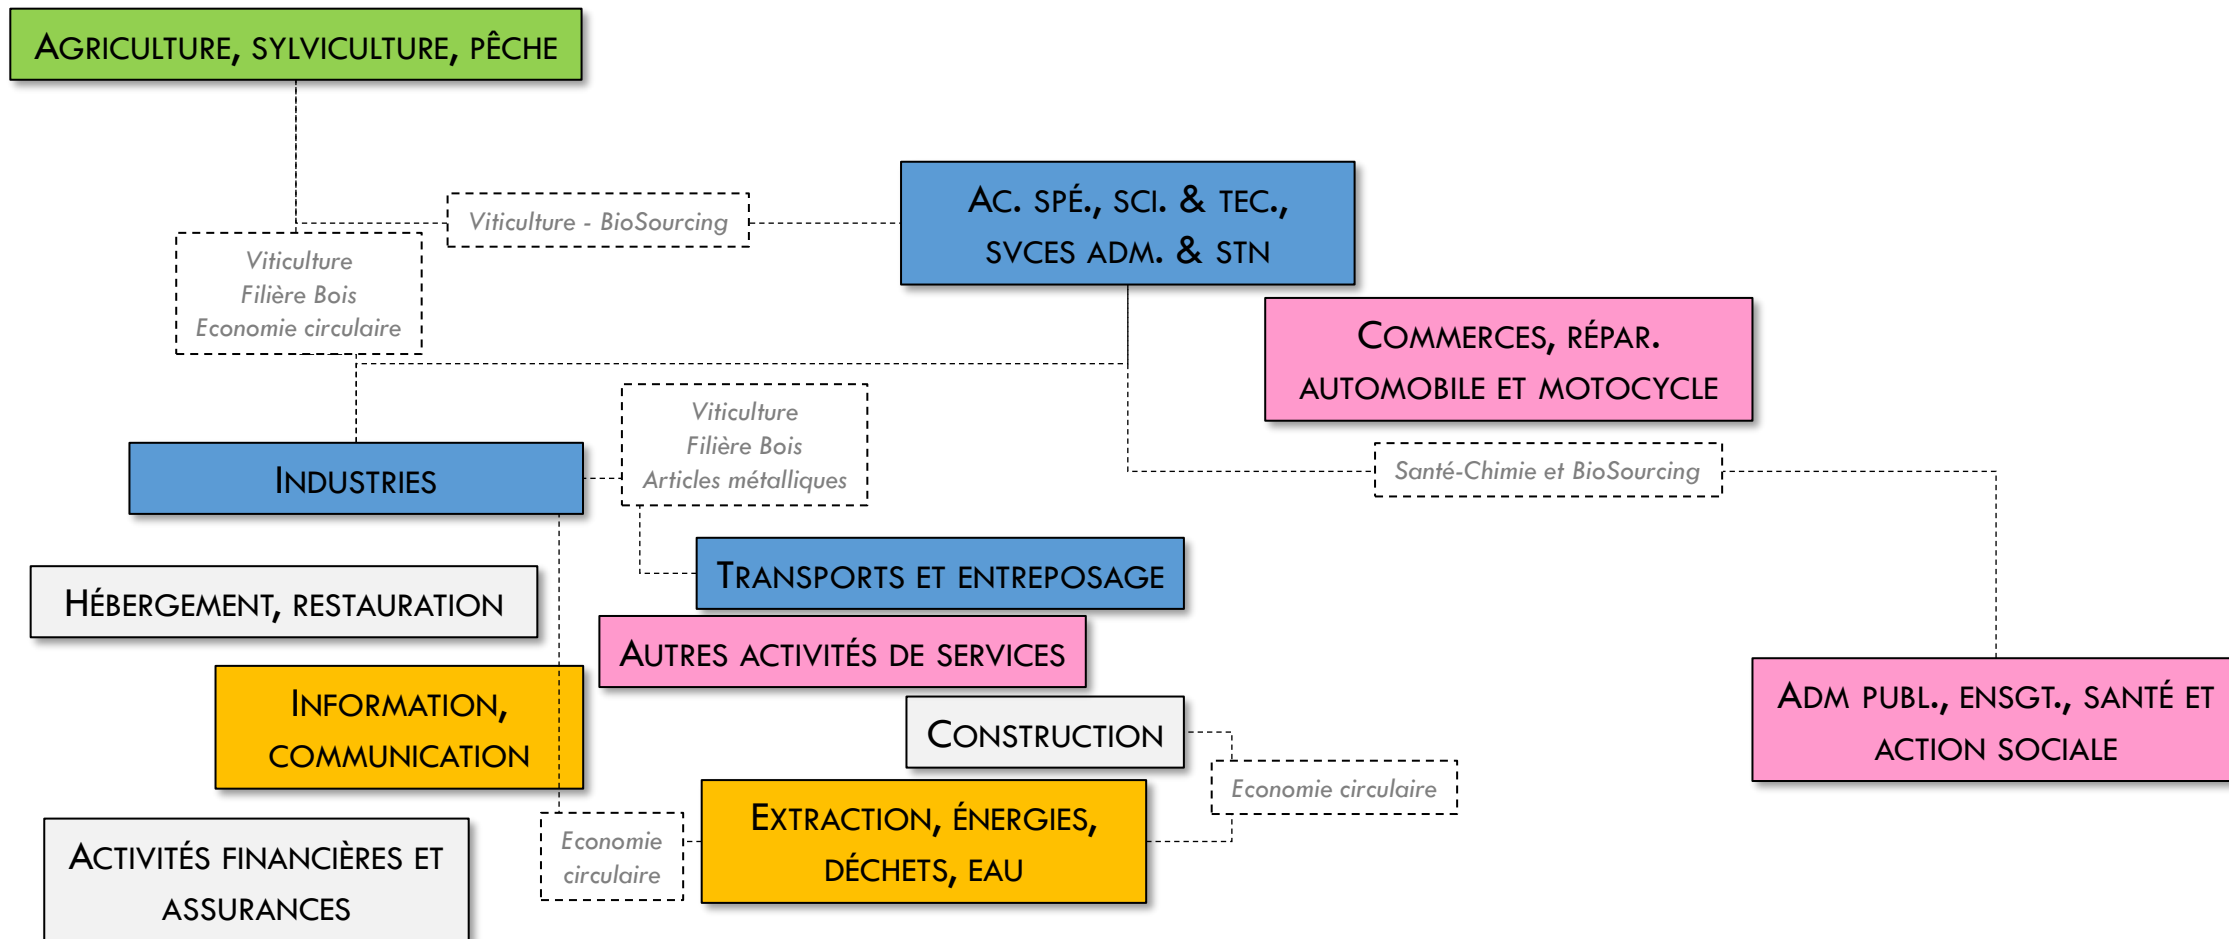 AGRICULTURE, SYLVICULTURE, PÊCHE
AC. SPÉ., SCI. & TEC.,
SVCES ADM. & STN
Viticulture - BioSourcing
Viticulture
Filière Bois
Economie circulaire
COMMERCES, RÉPAR.
AUTOMOBILE ET MOTOCYCLE
Viticulture
Filière Bois
Articles métalliques
INDUSTRIES
Santé-Chimie et BioSourcing
TRANSPORTS ET ENTREPOSAGE
HÉBERGEMENT, RESTAURATION
AUTRES ACTIVITÉS DE SERVICES
INFORMATION,
COMMUNICATION
CONSTRUCTION
ADM PUBL., ENSGT., SANTÉ ET
ACTION SOCIALE
Economie circulaire
EXTRACTION, ÉNERGIES,
DÉCHETS, EAU
Economie
circulaire
ACTIVITÉS FINANCIÈRES ET
ASSURANCES